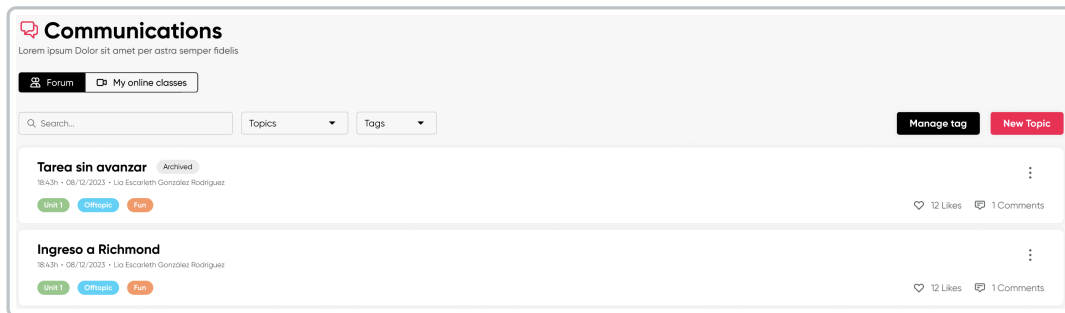 Communications
Lorem ipsum Dolor sit amet per astra semper fidelis
Forum My online classes
Search... Topics Tags Manage tag New Topic
Tarea sin avanzar Archived
18:43h • 08/12/2023 • Lia Escarleth González Rodriguez
Unit 1 Offtopic Fun 12 Likes 1 Comments
Ingreso a Richmond
18:43h • 08/12/2023 • Lia Escarleth González Rodriguez
Unit 1 Offtopic Fun 12 Likes 1 Comments